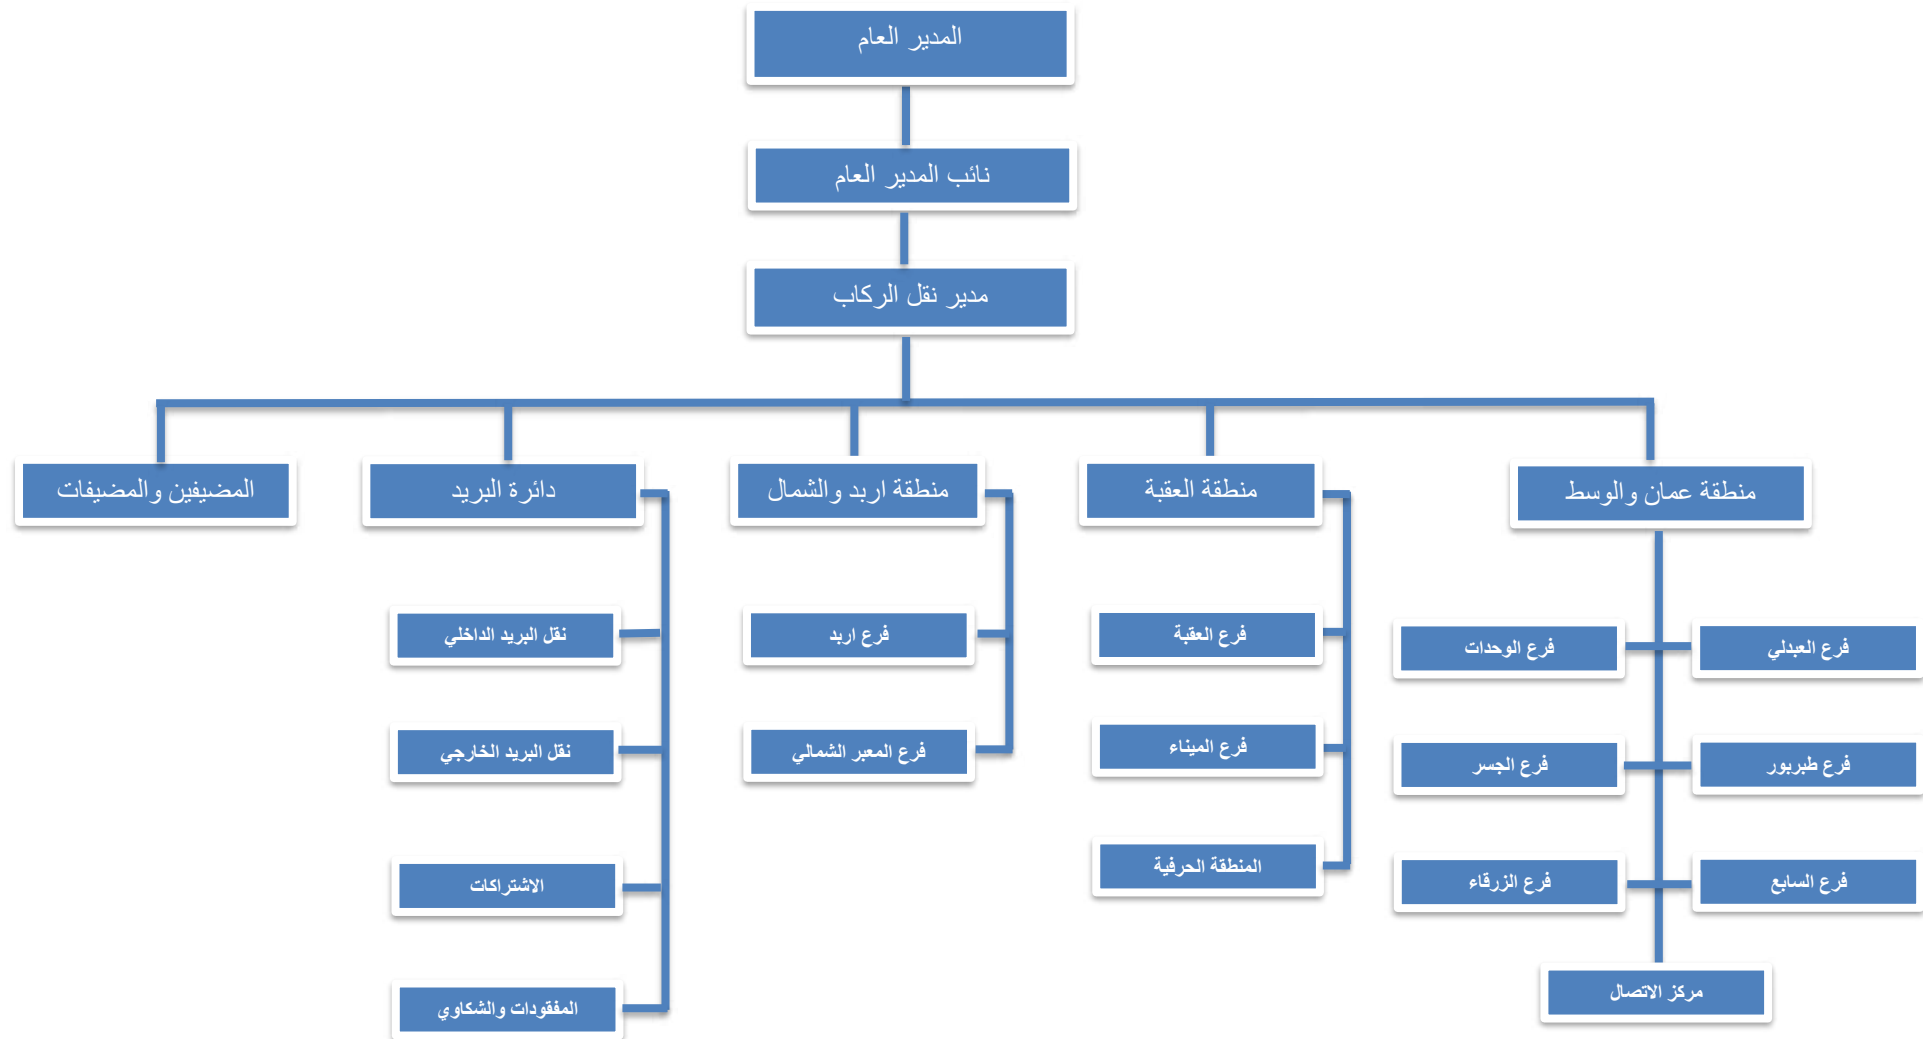 المدير العام
نائب المدير العام
مدير نقل الركاب
منطقة عمان والوسط
منطقة العقبة
منطقة اربد والشمال
دائرة البريد
المضيفين والمضيفات
فرع العبدلي
فرع الوحدات
فرع طبربور
فرع الجسر
فرع السابع
فرع الزرقاء
مركز الاتصال
فرع العقبة
فرع الميناء
المنطقة الحرفية
فرع اربد
فرع المعبر الشمالي
نقل البريد الداخلي
نقل البريد الخارجي
الاشتراكات
المفقودات والشكاوي